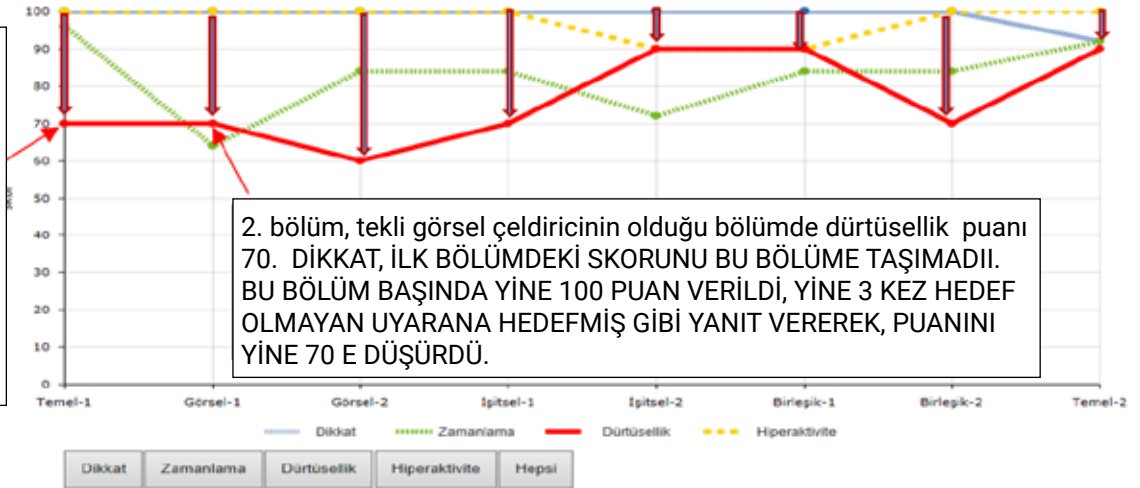 100
90
80
70
60
50
40
30
20
10
0
2. bölüm, tekli görsel çeldiricinin olduğu bölümde dürtüsellik puanı
70. DİKKAT, İLK BÖLÜMDEKİ SKORUNU BU BÖLÜME TAŞIMADII.
BU BÖLÜM BAŞINDA YİNE 100 PUAN VERİLDİ, YİNE 3 KEZ HEDEF
OLMAYAN UYARANA HEDEFMİŞ GİBİ YANIT VEREREK, PUANINI
YİNE 70 E DÜŞÜRDÜ.
Temel-1 Görsel-1 Görsel-2 İşitsel-1 İşitsel-2 Birleşik-1 Birleşik-2 Temel-2
Dikkat Zamanlama Dürtüsellik Hiperaktivite
Dikkat Zamanlama Dürtüsellik Hiperaktivite Hepsi